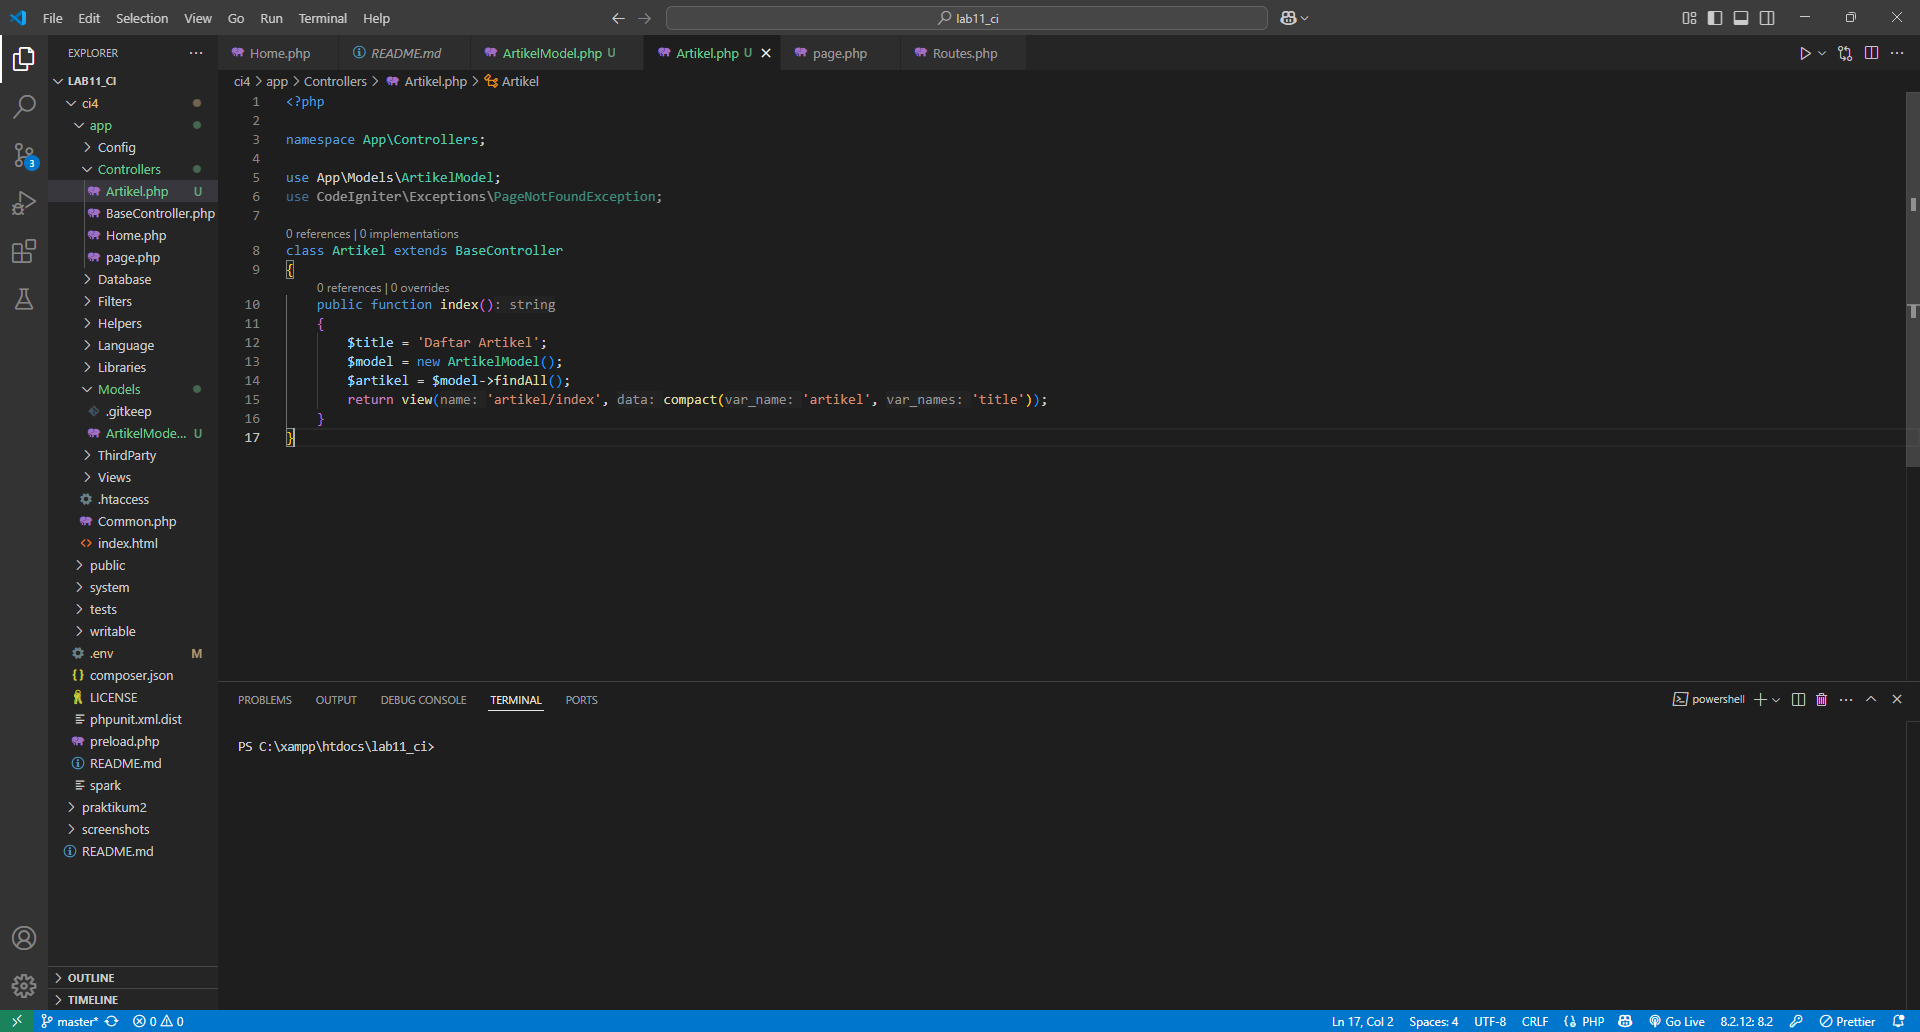 File Edit Selection View Go Run Terminal Help
lab11_ci
EXPLORER
LAB11_CI
ci4
app
Config
Controllers
Artikel.php U
BaseController.php
Home.php
page.php
Database
Filters
Helpers
Language
Libraries
Models
.gitkeep
ArtikelMode... U
ThirdParty
Views
.htaccess
Common.php
index.html
public
system
tests
writable
.env M
composer.json
LICENSE
phpunit.xml.dist
preload.php
README.md
spark
praktikum2
screenshots
README.md
OUTLINE
TIMELINE
3
Home.php README.md ArtikelModel.php U Artikel.php U page.php Routes.php
ci4 > app > Controllers > Artikel.php > Artikel
1 <?php
2
3 namespace App\Controllers;
4
5 use App\Models\ArtikelModel;
6 use CodeIgniter\Exceptions\PageNotFoundException;
7
0 references | 0 implementations
8 class Artikel extends BaseController
9 {
0 references | 0 overrides
10 public function index(): string
11 {
12 $title = 'Daftar Artikel';
13 $model = new ArtikelModel();
14 $artikel = $model->findAll();
15 return view(name: 'artikel/index', data: compact(var_name: 'artikel', var_names: 'title'));
16 }
17 }
PROBLEMS OUTPUT DEBUG CONSOLE TERMINAL PORTS
powershell
PS C:\xampp\htdocs\lab11_ci>
master* 0 0
Ln 17, Col 2 Spaces: 4 UTF-8 CRLF {} PHP Go Live 8.2.12: 8.2 Prettier